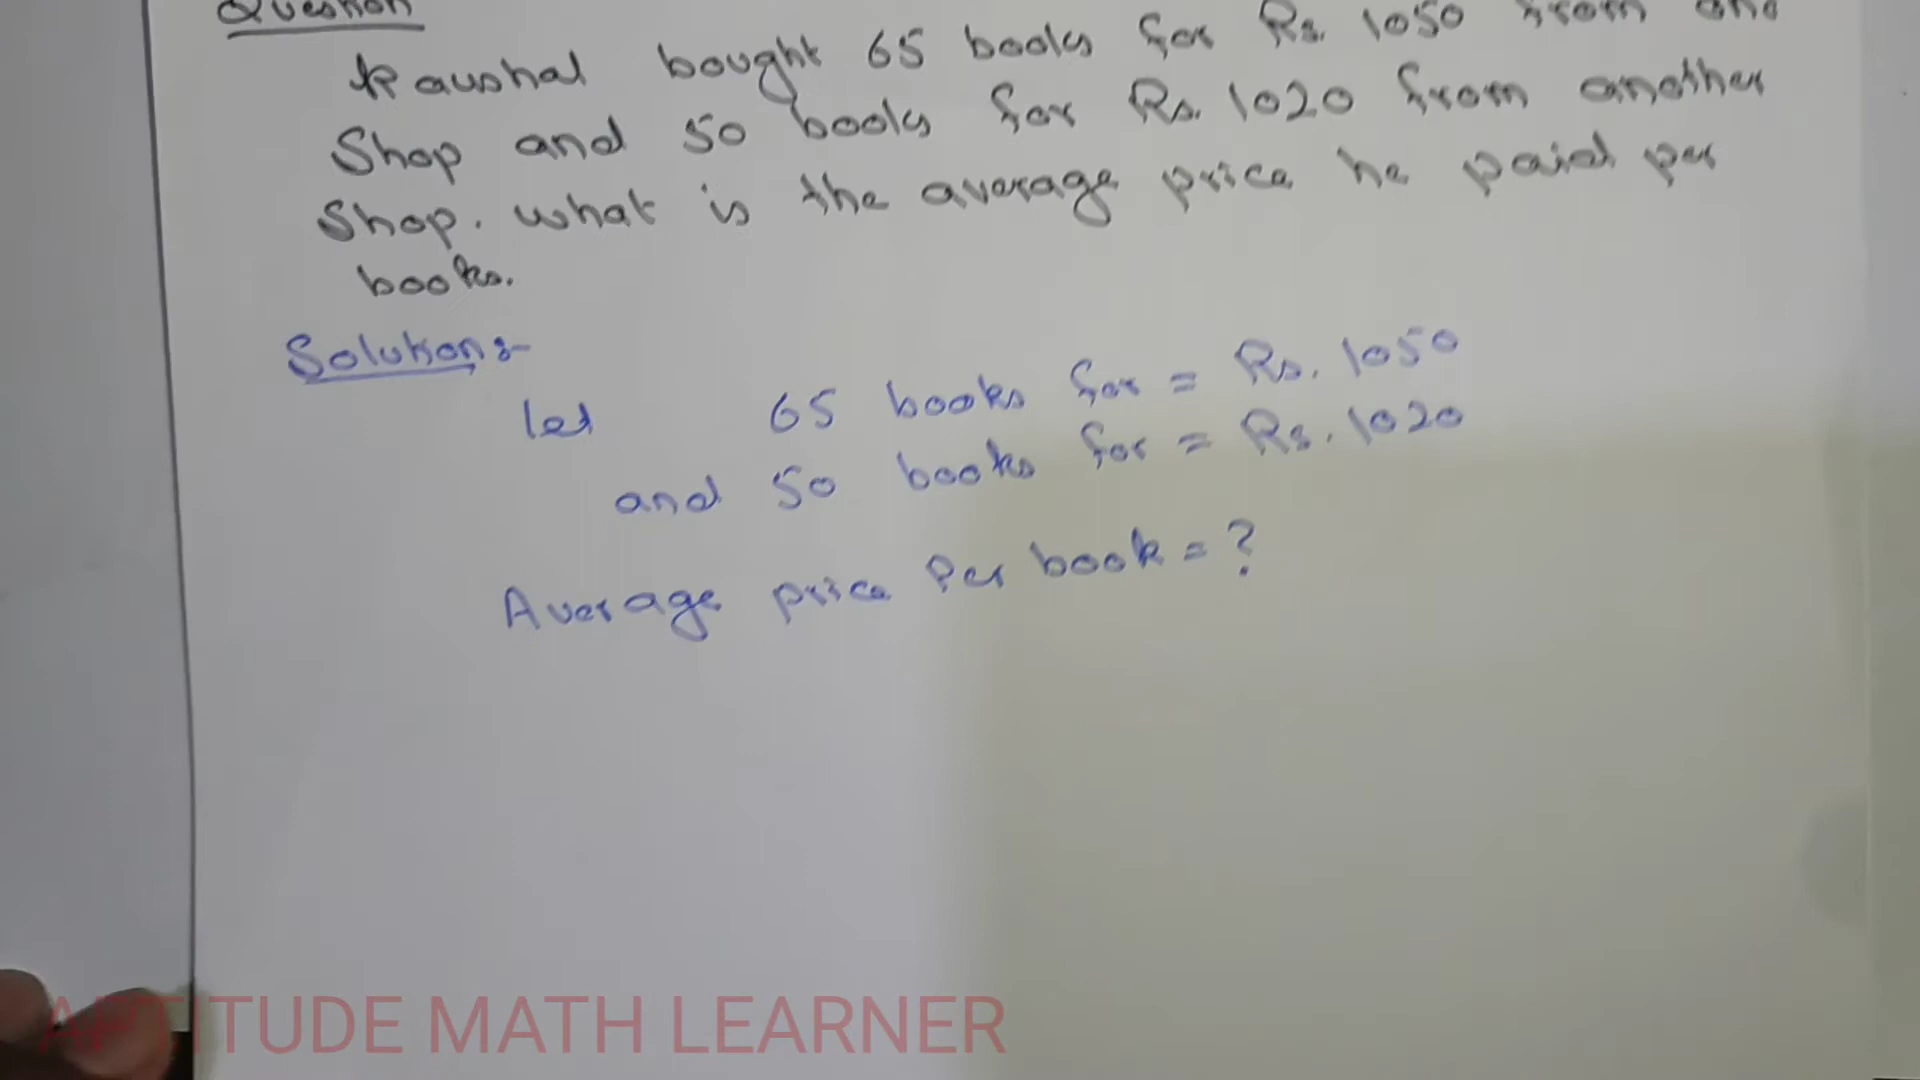 Question
Kaushal bought 65 books for Rs. 1050 from one
Shop and 50 books for Rs. 1020 from another
Shop. what is the average price he paid per
books.
Solution:-
let 65 books for = Rs. 1050
and 50 books for = Rs. 1020
Average price Per book = ?
APTITUDE MATH LEARNER